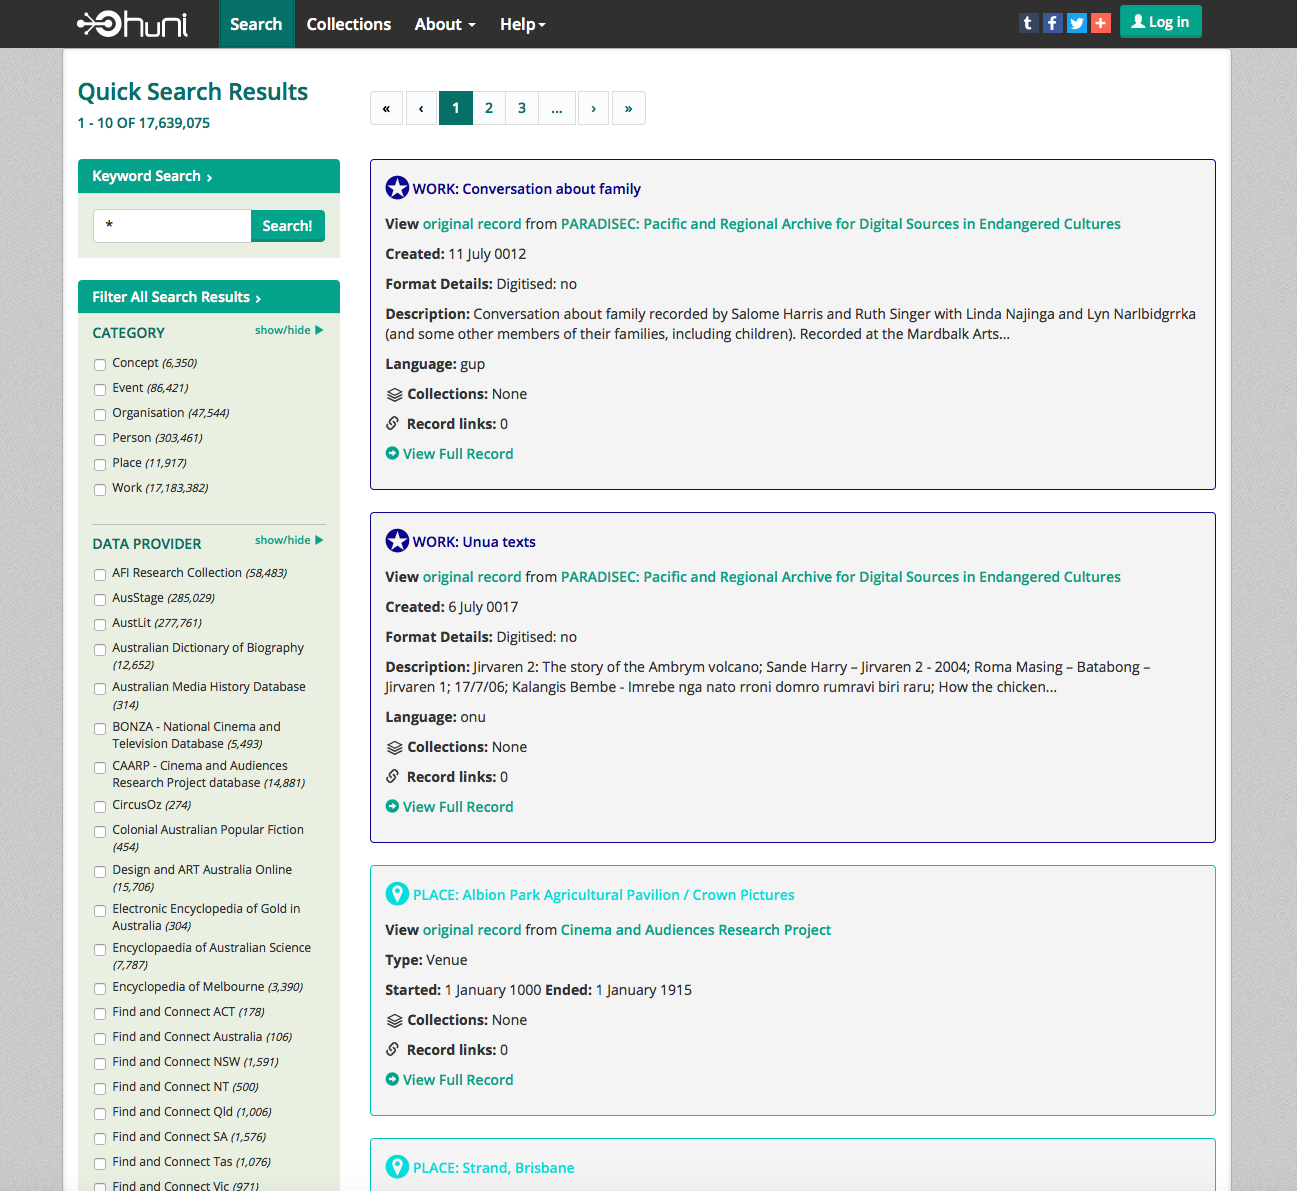 huni
Search
Collections
About
Help
Log in
Quick Search Results
1 - 10 OF 17,639,075
« ‹ 1 2 3 ... › »
Keyword Search ›
*
Search!
Filter All Search Results ›
CATEGORY show/hide
Concept (6,350)
Event (86,421)
Organisation (47,544)
Person (303,461)
Place (11,917)
Work (17,183,382)
DATA PROVIDER show/hide
AFI Research Collection (58,483)
AusStage (285,029)
AustLit (277,761)
Australian Dictionary of Biography
(12,652)
Australian Media History Database
(314)
BONZA - National Cinema and
Television Database (5,493)
CAARP - Cinema and Audiences
Research Project database (14,881)
CircusOz (274)
Colonial Australian Popular Fiction
(454)
Design and ART Australia Online
(15,706)
Electronic Encyclopedia of Gold in
Australia (304)
Encyclopaedia of Australian Science
(7,787)
Encyclopedia of Melbourne (3,390)
Find and Connect ACT (178)
Find and Connect Australia (106)
Find and Connect NSW (1,591)
Find and Connect NT (500)
Find and Connect Qld (1,006)
Find and Connect SA (1,576)
Find and Connect Tas (1,076)
Find and Connect Vic (971)
WORK: Conversation about family
View original record from PARADISEC: Pacific and Regional Archive for Digital Sources in Endangered Cultures
Created: 11 July 0012
Format Details: Digitised: no
Description: Conversation about family recorded by Salome Harris and Ruth Singer with Linda Najinga and Lyn Narlbidgrrka
(and some other members of their families, including children). Recorded at the Mardbalk Arts...
Language: gup
Collections: None
Record links: 0
View Full Record
WORK: Unua texts
View original record from PARADISEC: Pacific and Regional Archive for Digital Sources in Endangered Cultures
Created: 6 July 0017
Format Details: Digitised: no
Description: Jirvaren 2: The story of the Ambrym volcano; Sande Harry – Jirvaren 2 - 2004; Roma Masing – Batabong –
Jirvaren 1; 17/7/06; Kalangis Bembe - Imrebe nga nato rroni domro rumravi biri raru; How the chicken...
Language: onu
Collections: None
Record links: 0
View Full Record
PLACE: Albion Park Agricultural Pavilion / Crown Pictures
View original record from Cinema and Audiences Research Project
Type: Venue
Started: 1 January 1000 Ended: 1 January 1915
Collections: None
Record links: 0
View Full Record
PLACE: Strand, Brisbane